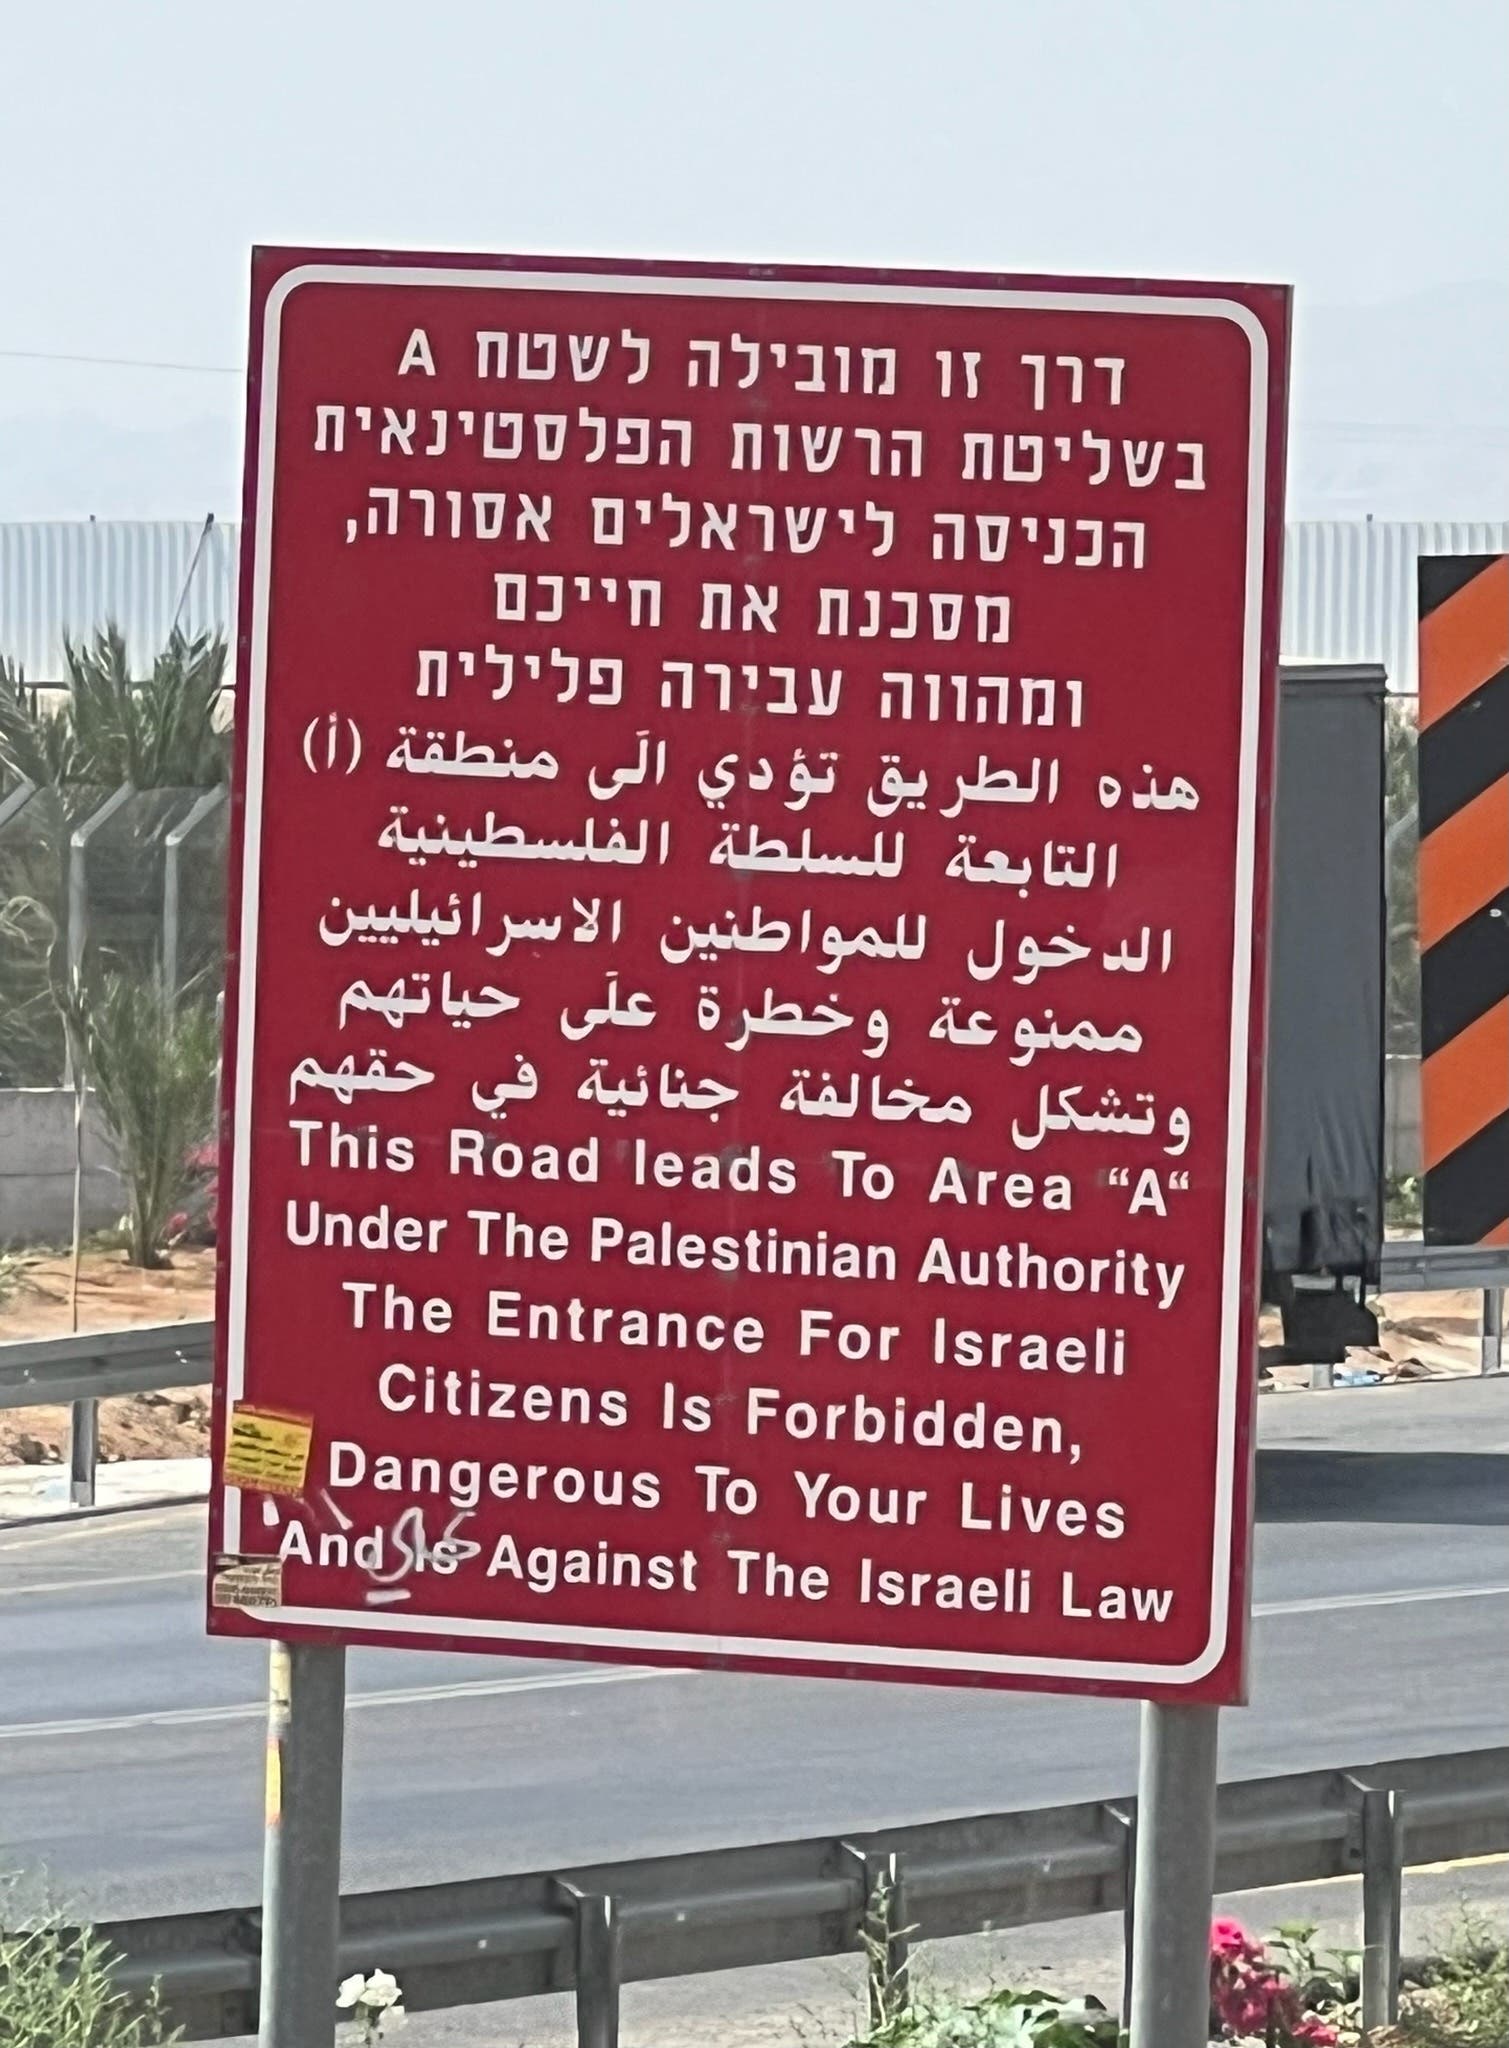 דרך זו מובילה לשטח A
בשליטת הרשות הפלסטינאית
הכניסה לישראלים אסורה,
מסכנת את חייכם
ומהווה עבירה פלילית
هذه الطريق تؤدي الَى منطقة (أ)
التابعة للسلطة الفلسطينية
الدخول للمواطنين الاسرائيليين
ممنوعة وخطرة علَى حياتهم
وتشكل مخالفة جنائية في حقهم
This Road leads To Area “A“
Under The Palestinian Authority
The Entrance For Israeli
Citizens Is Forbidden,
Dangerous To Your Lives
And Is Against The Israeli Law